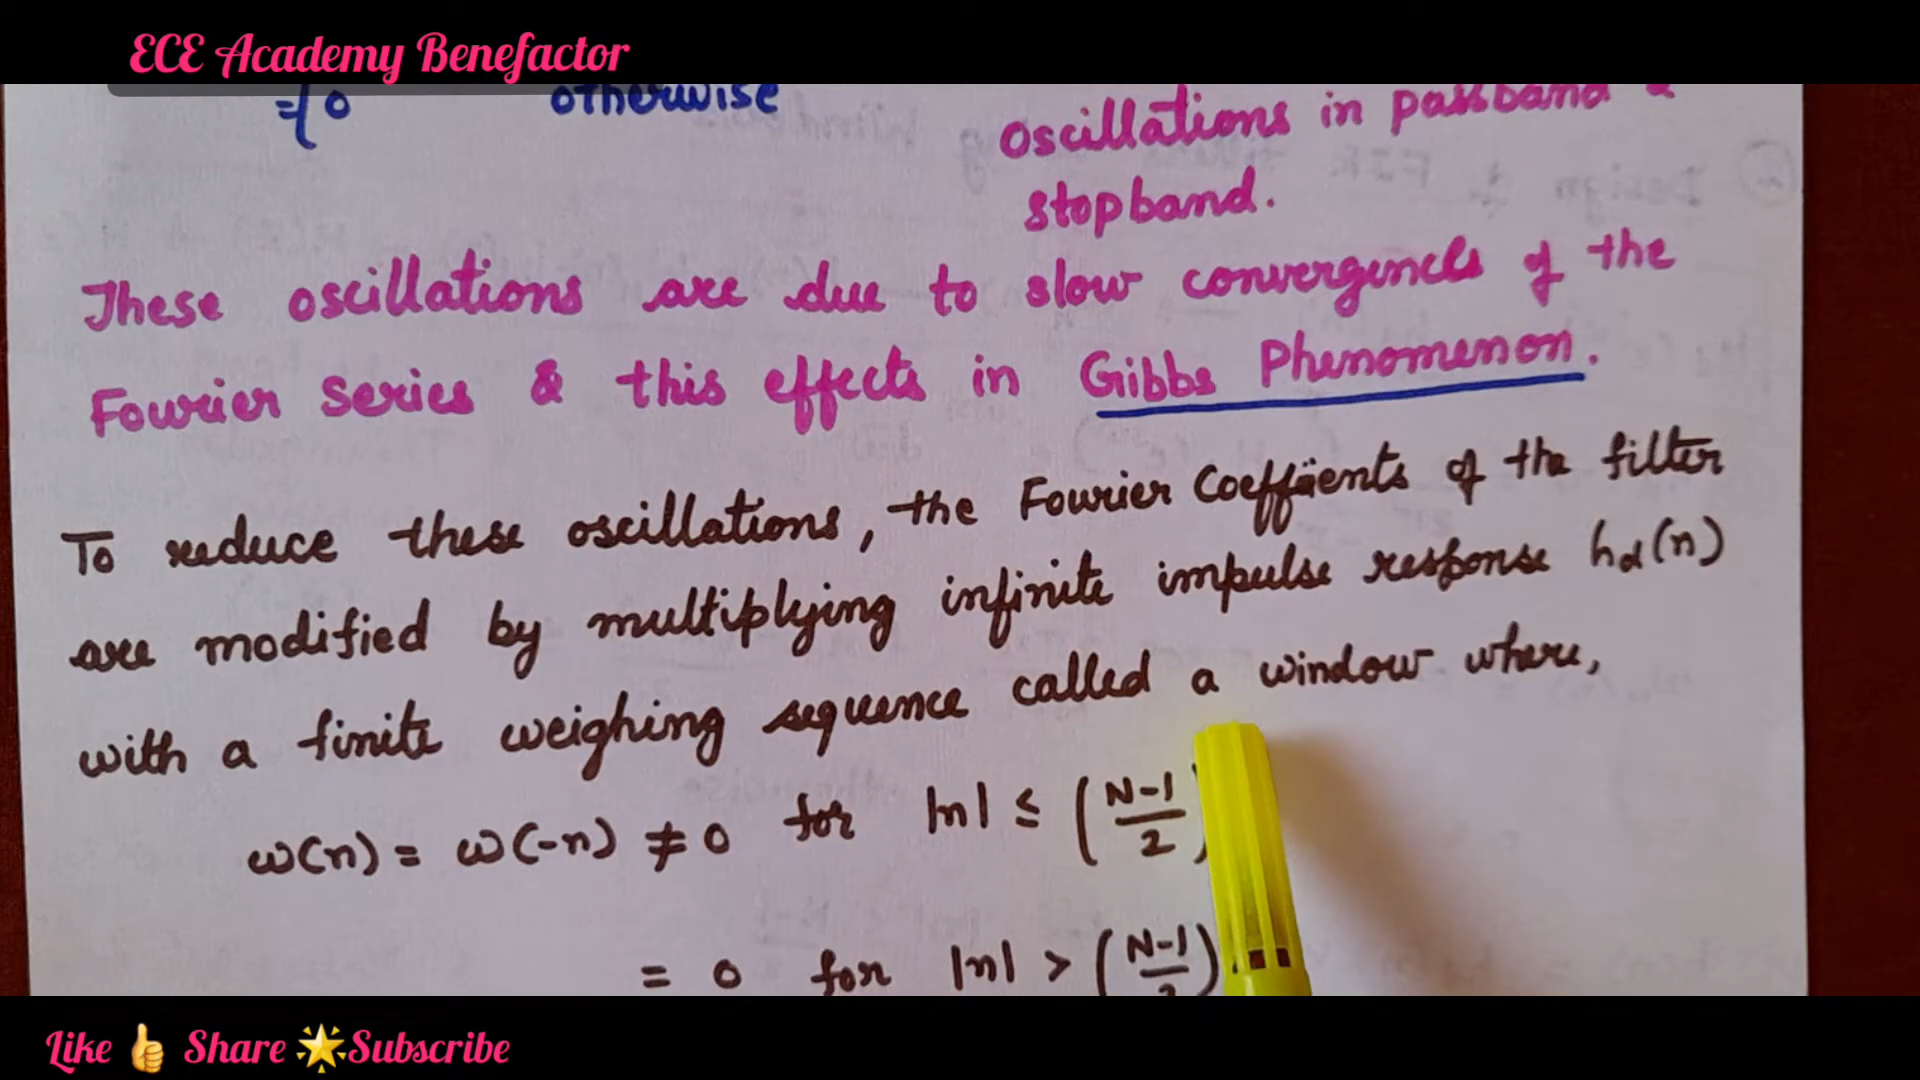 ECE Academy Benefactor
= { 0 otherwise
Oscillations in passband &
stopband.
These oscillations are due to slow convergences of the
Fourier Series & this effects in Gibbs Phenomenon.
To reduce these oscillations, the Fourier Coeffients of the filter
are modified by multiplying infinite impulse response hd(n)
with a finite weighing sequence called a window where,
ω(n) = ω(-n) ≠ 0 for |n| ≤ (N-1/2)
= 0 for |n| > (N-1/2)
Like 👍 Share 🌟Subscribe